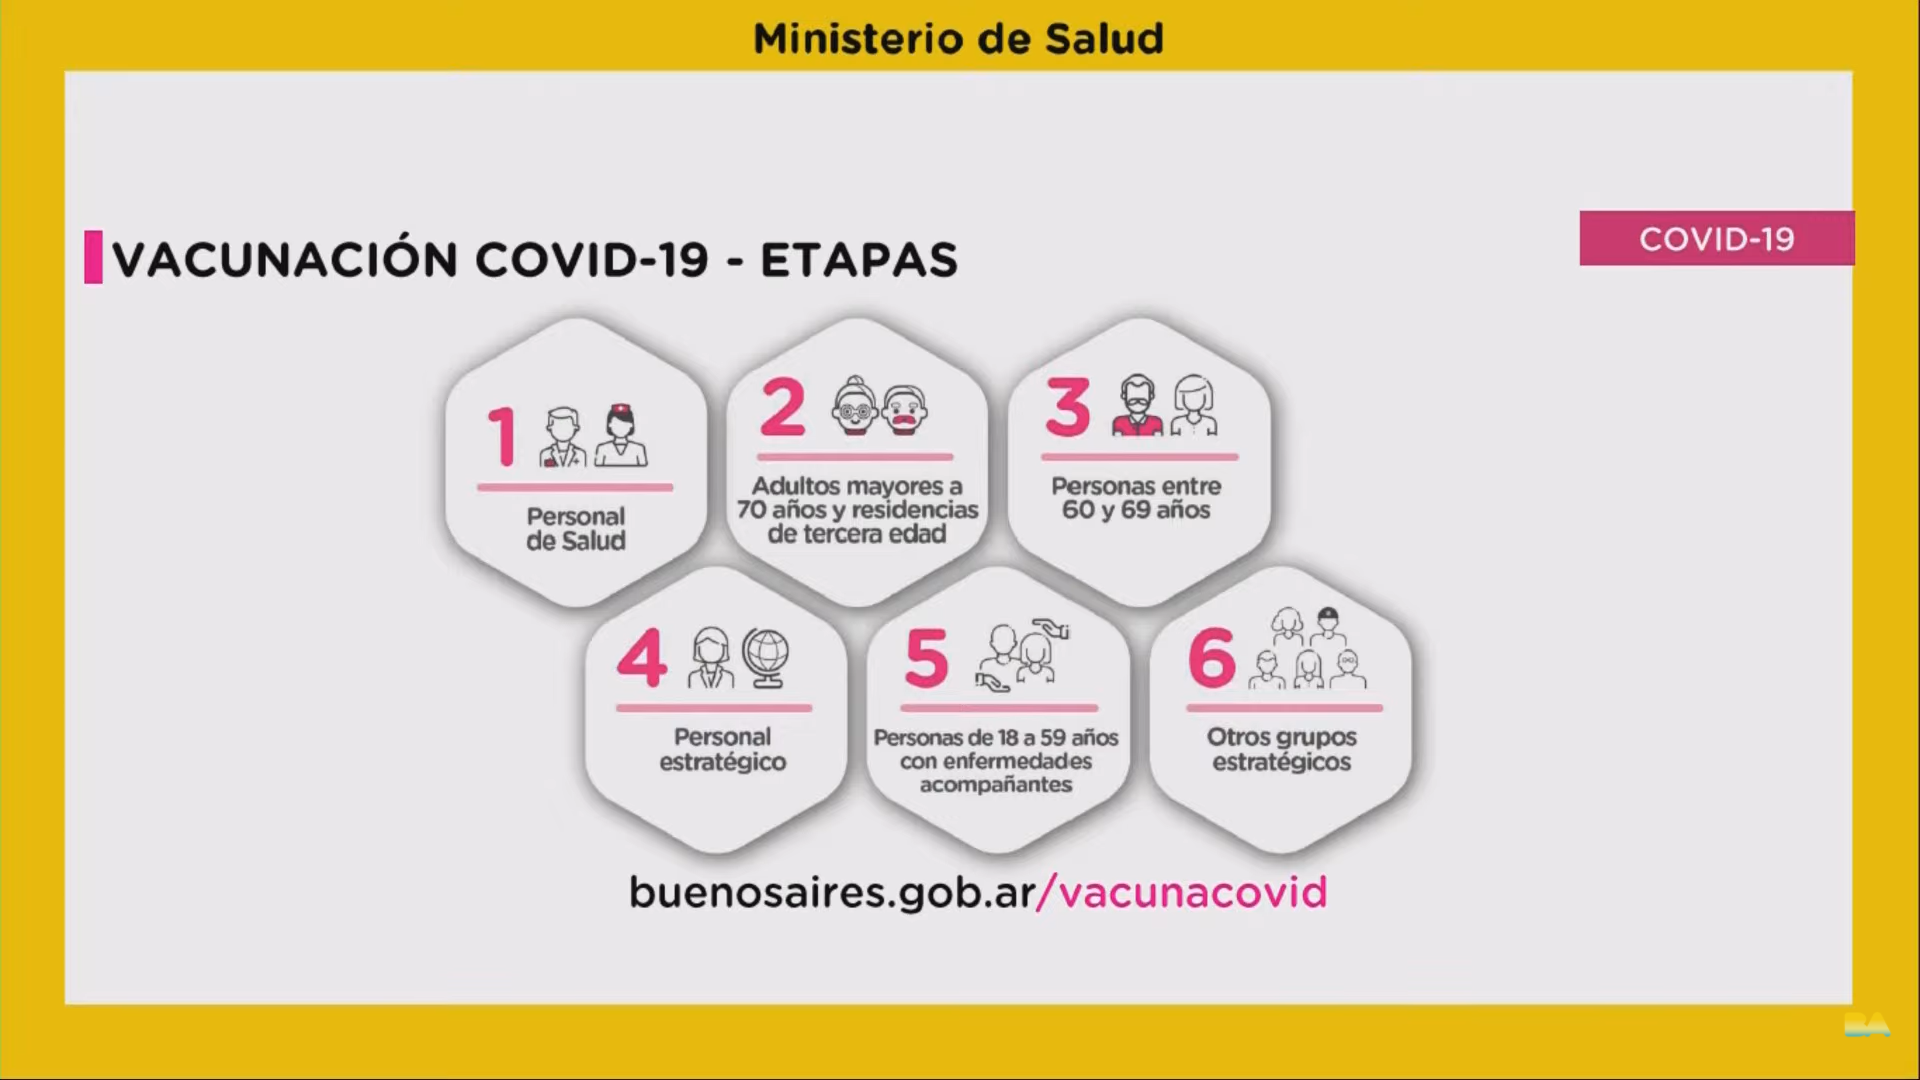 Ministerio de Salud
COVID-19
VACUNACIÓN COVID-19 - ETAPAS
1
Personal
de Salud
2
Adultos mayores a
70 años y residencias
de tercera edad
3
Personas entre
60 y 69 años
4
Personal
estratégico
5
Personas de 18 a 59 años
con enfermedades
acompañantes
6
Otros grupos
estratégicos
buenosaires.gob.ar/vacunacovid
BA